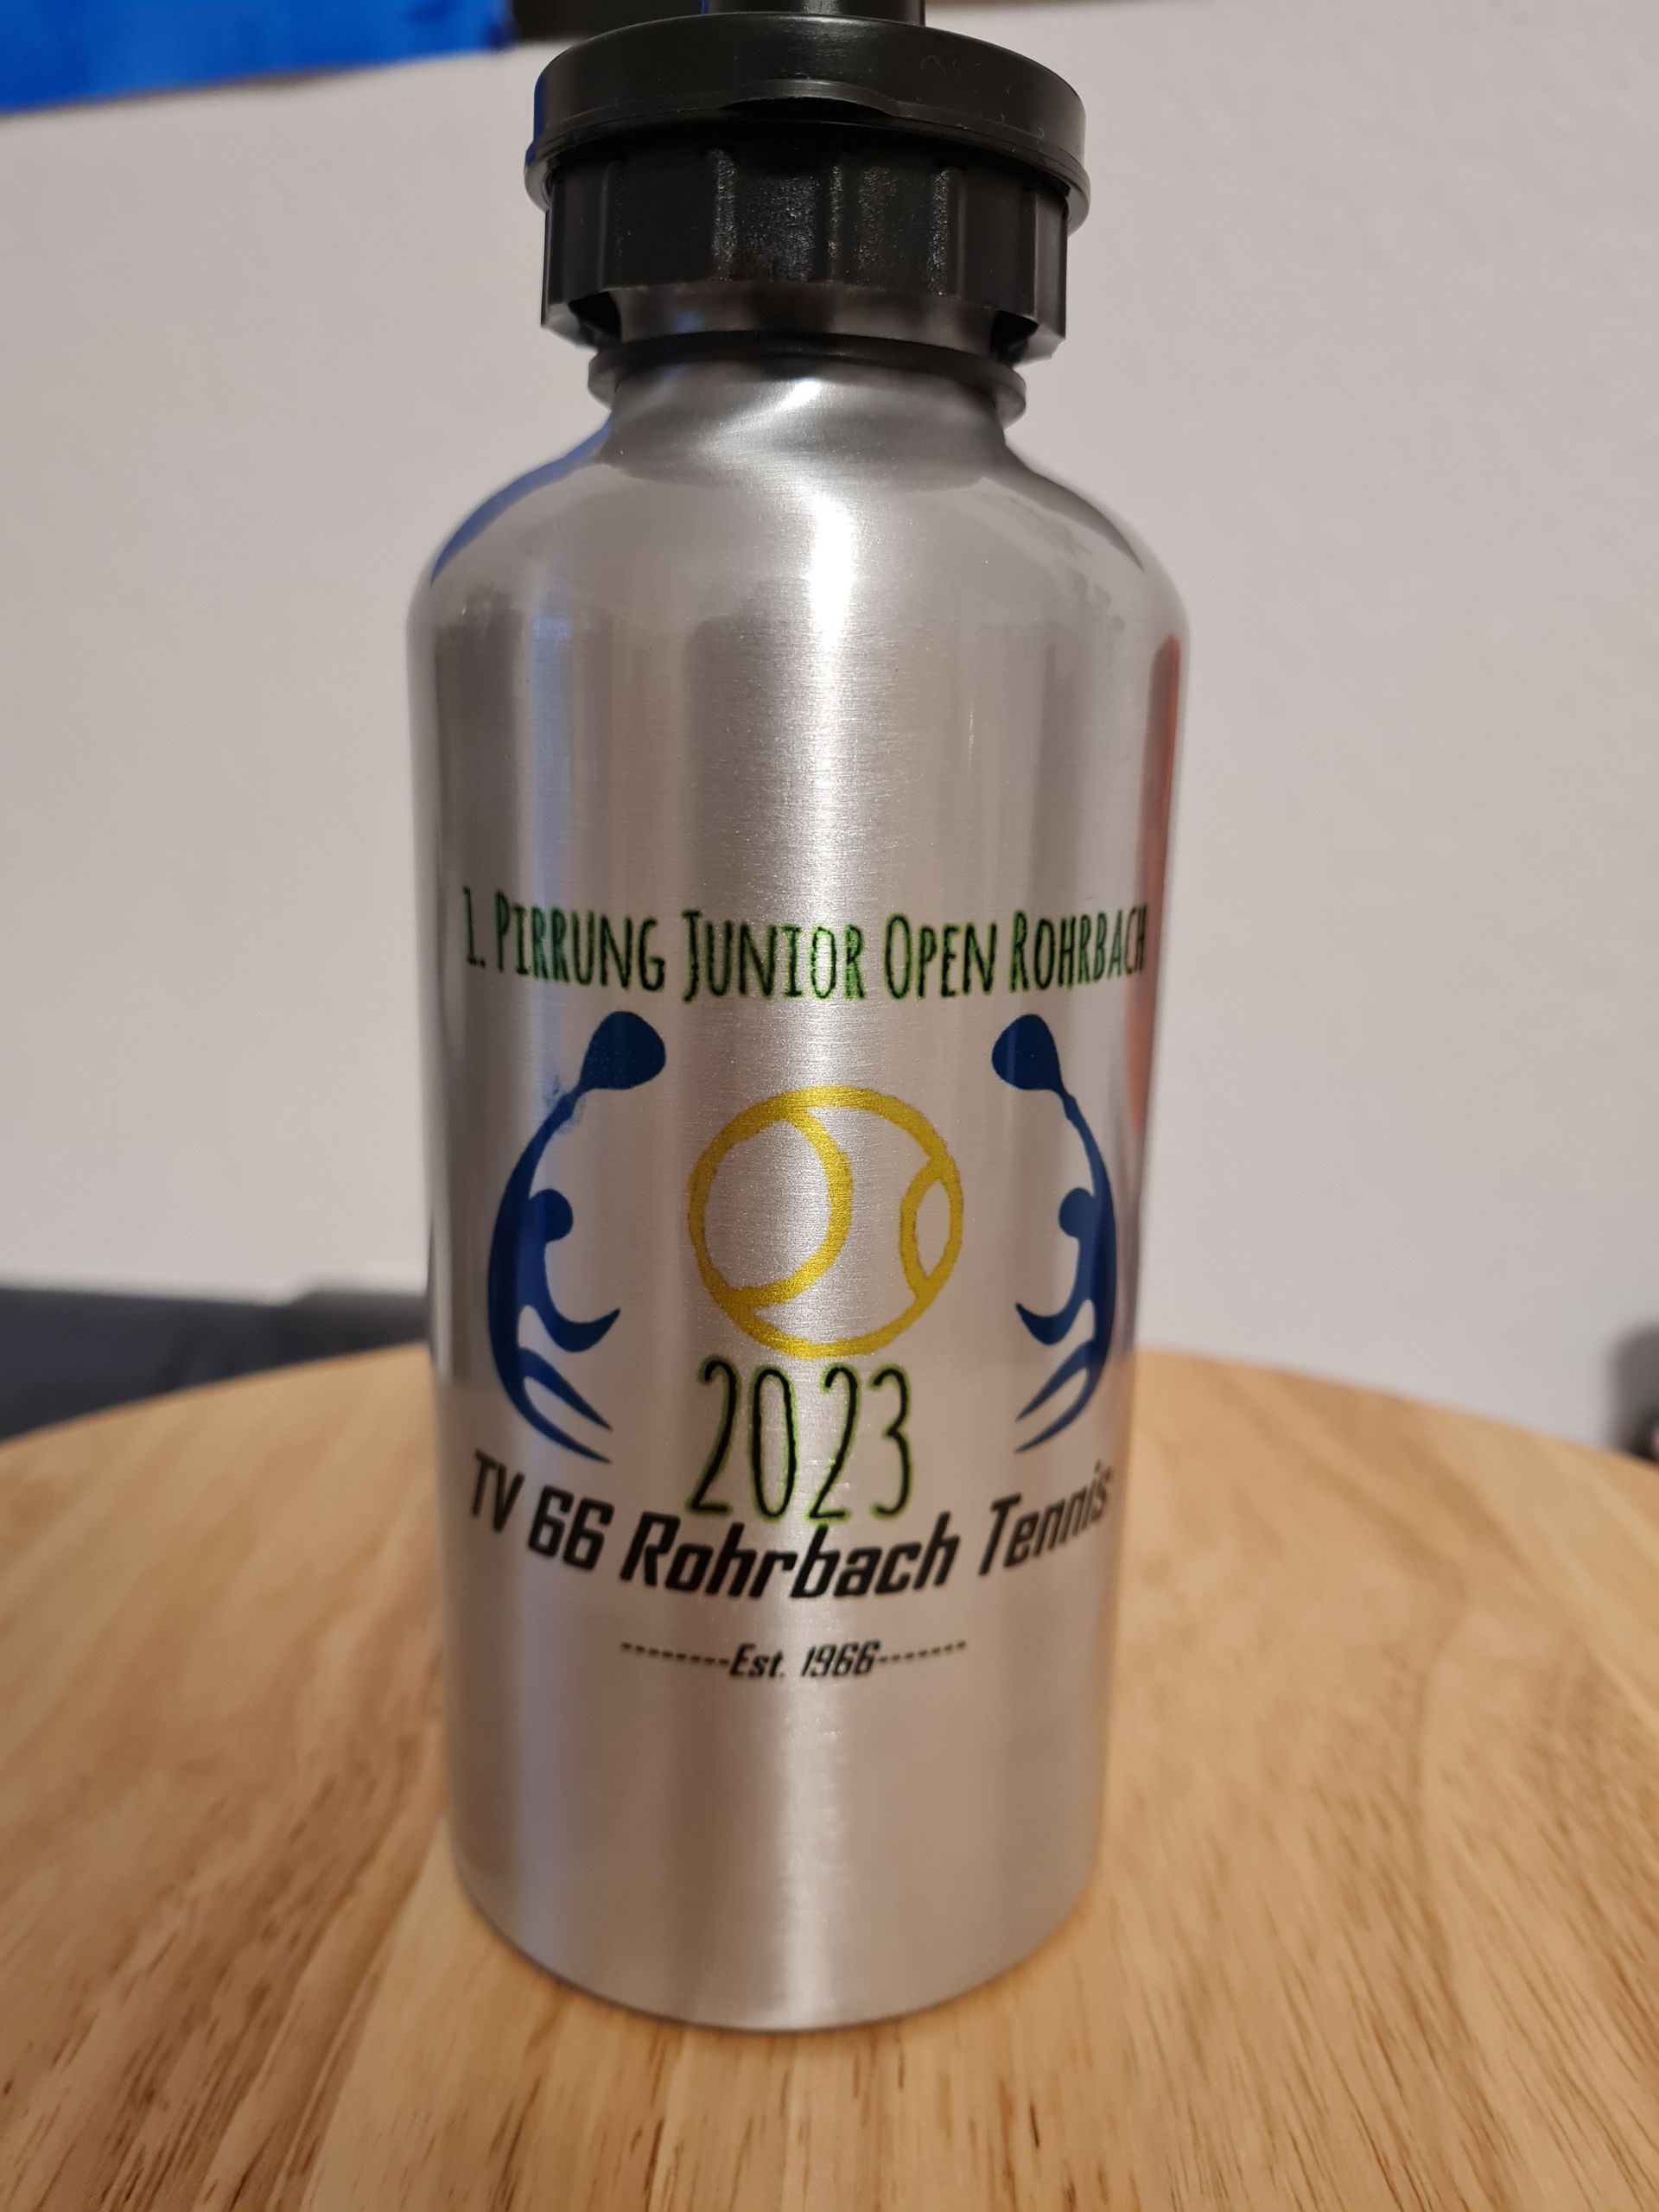 1. Pirrung Junior Open Rohrbach
2023
TV 66 Rohrbach Tennis
--------Est. 1966-------